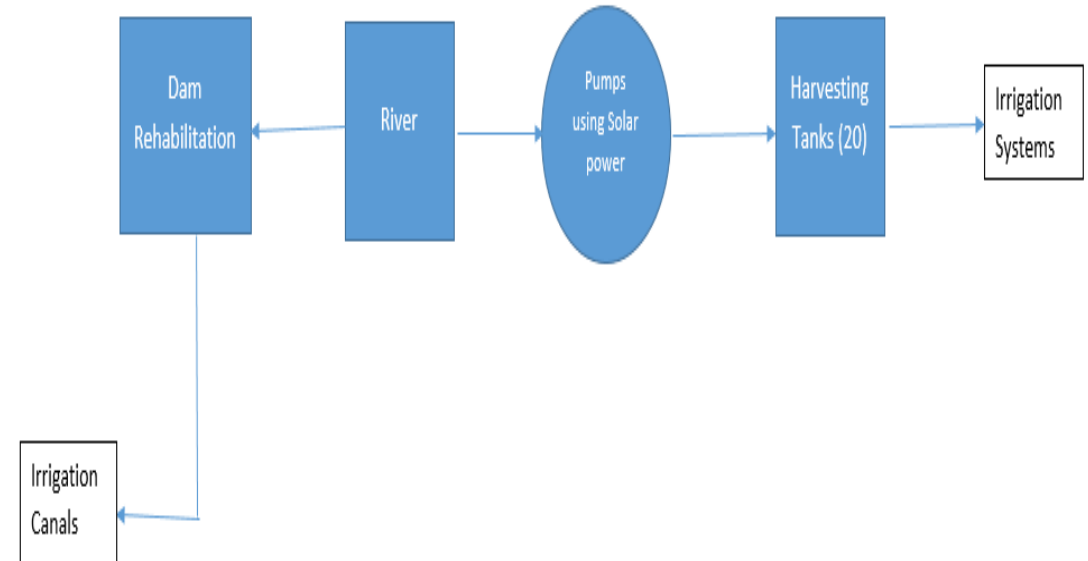 Dam
Rehabilitation
River
Pumps
using Solar
power
Harvesting
Tanks (20)
Irrigation
Systems
Irrigation
Canals